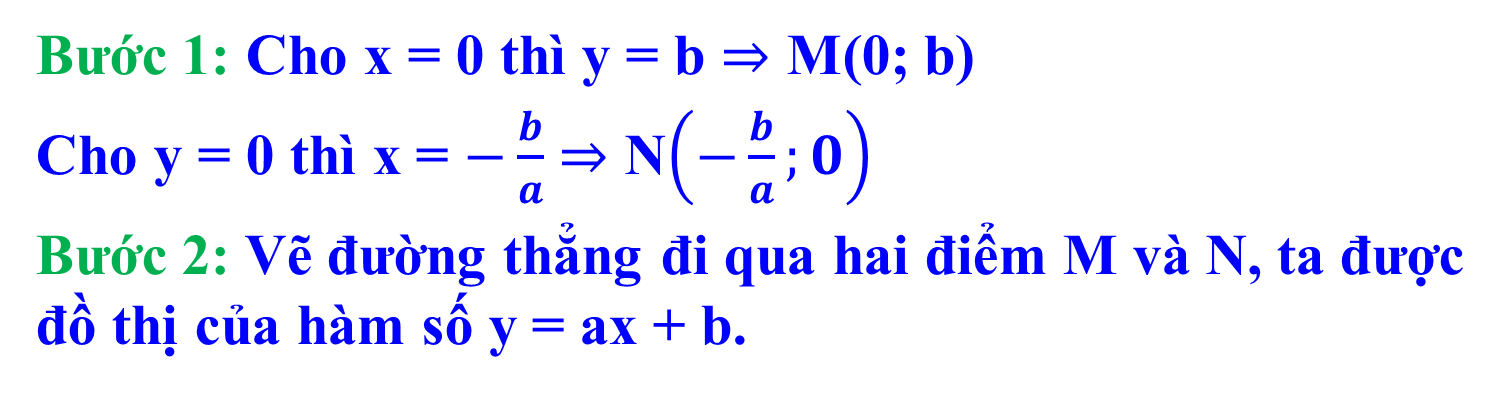 Bước 1: Cho x = 0 thì y = b ⇒ M(0; b)
Cho y = 0 thì x = −b/a ⇒ N(−b/a; 0)
Bước 2: Vẽ đường thẳng đi qua hai điểm M và N, ta được
đồ thị của hàm số y = ax + b.